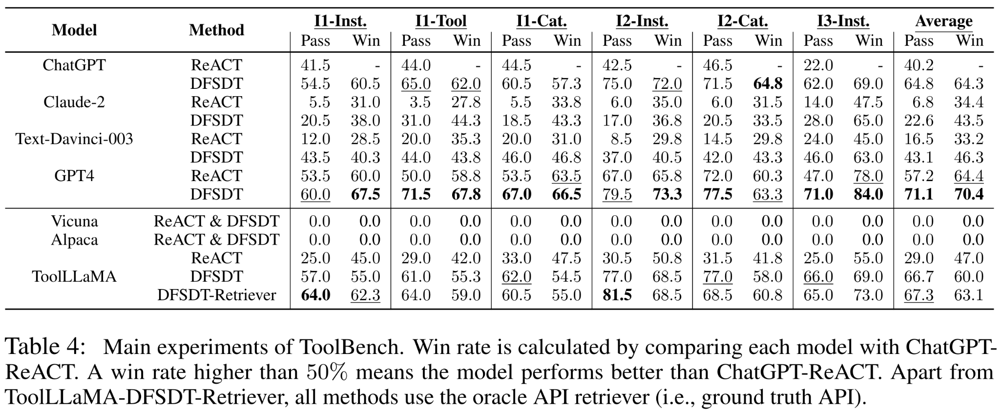 Model Method I1-Inst. I1-Tool I1-Cat. I2-Inst. I2-Cat. I3-Inst. Average
Pass Win Pass Win Pass Win Pass Win Pass Win Pass Win Pass Win
ChatGPT ReACT 41.5 - 44.0 - 44.5 - 42.5 - 46.5 - 22.0 - 40.2 -
DFSDT 54.5 60.5 65.0 62.0 60.5 57.3 75.0 72.0 71.5 64.8 62.0 69.0 64.8 64.3
Claude-2 ReACT 5.5 31.0 3.5 27.8 5.5 33.8 6.0 35.0 6.0 31.5 14.0 47.5 6.8 34.4
DFSDT 20.5 38.0 31.0 44.3 18.5 43.3 17.0 36.8 20.5 33.5 28.0 65.0 22.6 43.5
Text-Davinci-003 ReACT 12.0 28.5 20.0 35.3 20.0 31.0 8.5 29.8 14.5 29.8 24.0 45.0 16.5 33.2
DFSDT 43.5 40.3 44.0 43.8 46.0 46.8 37.0 40.5 42.0 43.3 46.0 63.0 43.1 46.3
GPT4 ReACT 53.5 60.0 50.0 58.8 53.5 63.5 67.0 65.8 72.0 60.3 47.0 78.0 57.2 64.4
DFSDT 60.0 67.5 71.5 67.8 67.0 66.5 79.5 73.3 77.5 63.3 71.0 84.0 71.1 70.4
Vicuna ReACT & DFSDT 0.0 0.0 0.0 0.0 0.0 0.0 0.0 0.0 0.0 0.0 0.0 0.0 0.0 0.0
Alpaca ReACT & DFSDT 0.0 0.0 0.0 0.0 0.0 0.0 0.0 0.0 0.0 0.0 0.0 0.0 0.0 0.0
ReACT 25.0 45.0 29.0 42.0 33.0 47.5 30.5 50.8 31.5 41.8 25.0 55.0 29.0 47.0
ToolLLaMA DFSDT 57.0 55.0 61.0 55.3 62.0 54.5 77.0 68.5 77.0 58.0 66.0 69.0 66.7 60.0
DFSDT-Retriever 64.0 62.3 64.0 59.0 60.5 55.0 81.5 68.5 68.5 60.8 65.0 73.0 67.3 63.1
Table 4: Main experiments of ToolBench. Win rate is calculated by comparing each model with ChatGPT-
ReACT. A win rate higher than 50% means the model performs better than ChatGPT-ReACT. Apart from
ToolLLaMA-DFSDT-Retriever, all methods use the oracle API retriever (i.e., ground truth API).